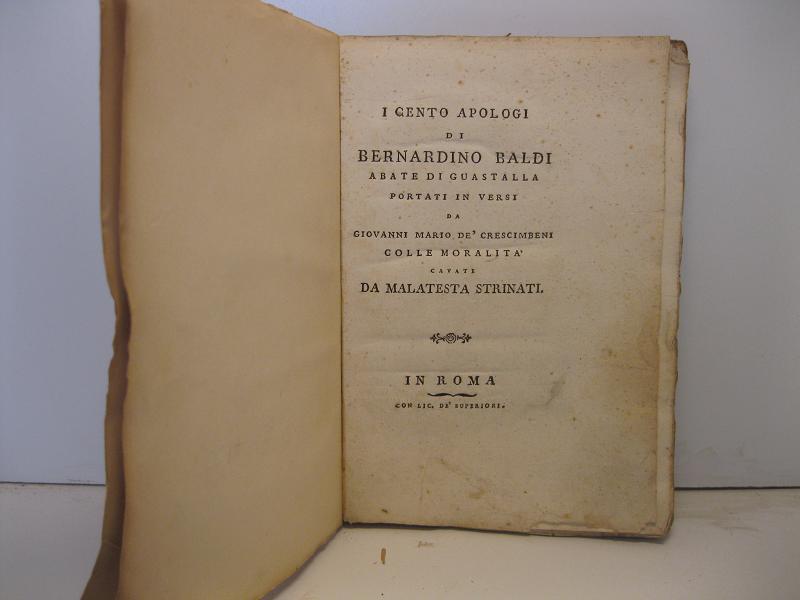 I CENTO APOLOGI
DI
BERNARDINO BALDI
ABATE DI GUASTALLA
PORTATI IN VERSI
DA
GIOVANNI MARIO DE' CRESCIMBENI
COLLE MORALITA'
CAVATE
DA MALATESTA STRINATI.
IN ROMA
CON LIC. DE' SUPERIORI.